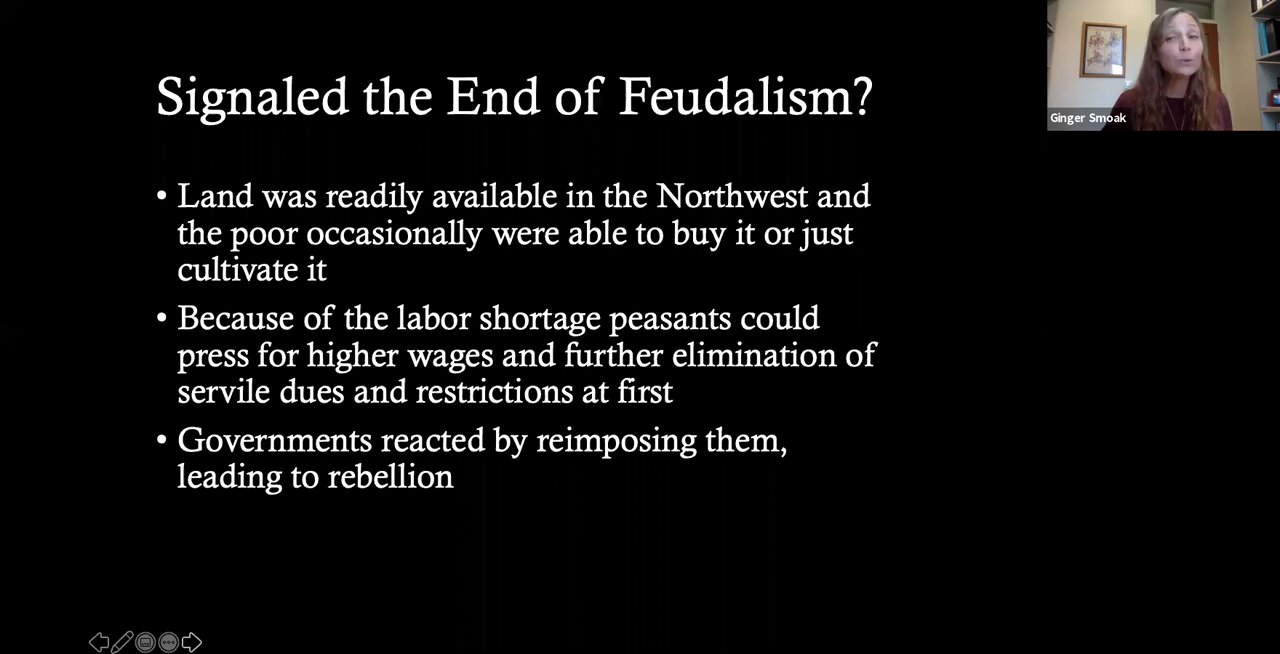 Signaled the End of Feudalism?
• Land was readily available in the Northwest and
the poor occasionally were able to buy it or just
cultivate it
• Because of the labor shortage peasants could
press for higher wages and further elimination of
servile dues and restrictions at first
• Governments reacted by reimposing them,
leading to rebellion
Ginger Smoak